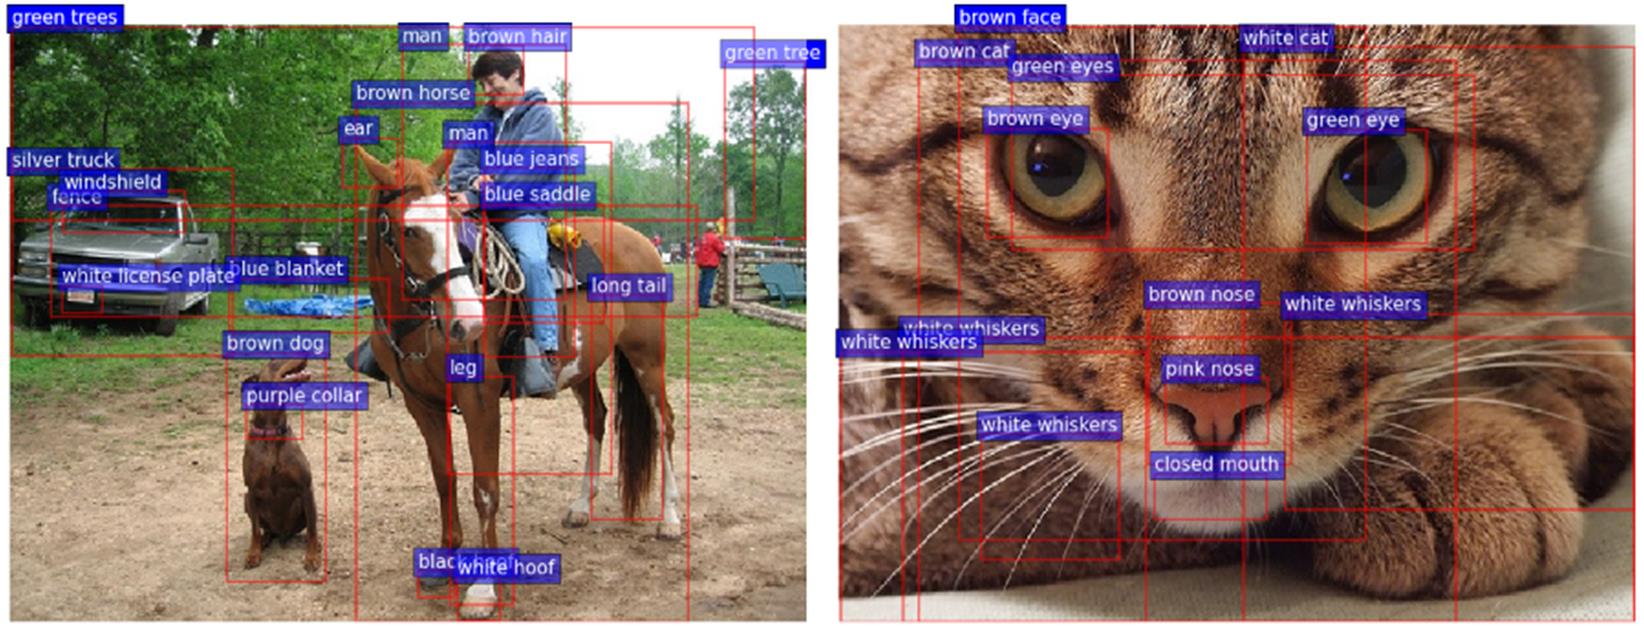 green trees
man
brown hair
green tree
brown horse
ear
man
blue jeans
silver truck
windshield
fence
blue saddle
white license plate
blue blanket
long tail
brown dog
leg
purple collar
black hoof
white hoof
brown face
white cat
brown cat
green eyes
brown eye
green eye
brown nose
white whiskers
white whiskers
white whiskers
pink nose
white whiskers
closed mouth